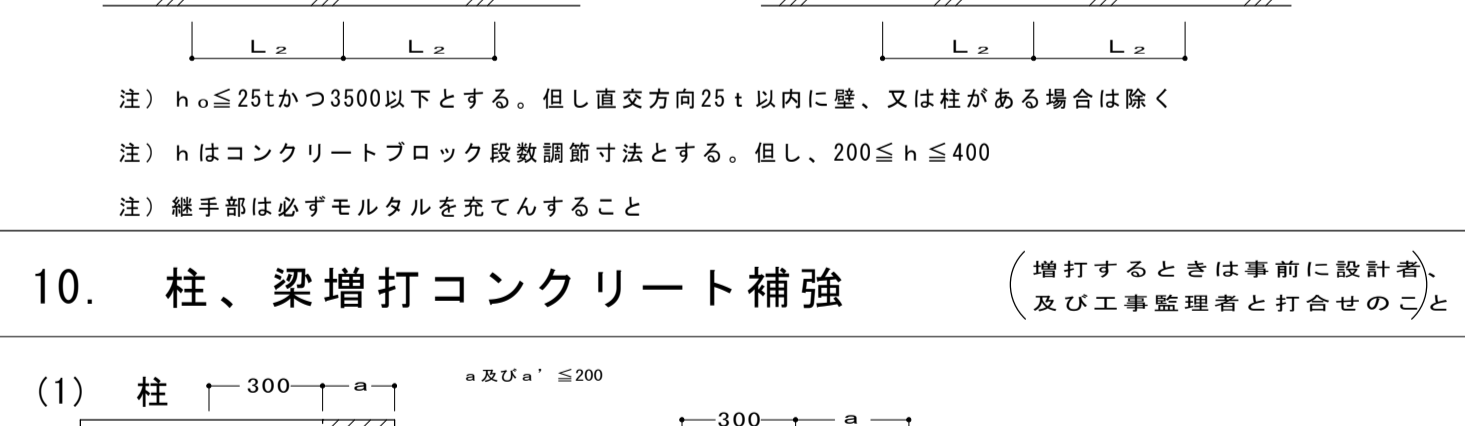 L₂ L₂ L₂ L₂
注) ｈ₀≦25tかつ3500以下とする。但し直交方向25ｔ以内に壁、又は柱がある場合は除く
注) ｈはコンクリートブロック段数調節寸法とする。但し、200≦ｈ≦400
注) 継手部は必ずモルタルを充てんすること
10. 柱、梁増打コンクリート補強
(増打するときは事前に設計者、
及び工事監理者と打合せのこと)
(1) 柱 300 a a及びa'≦200
300 a